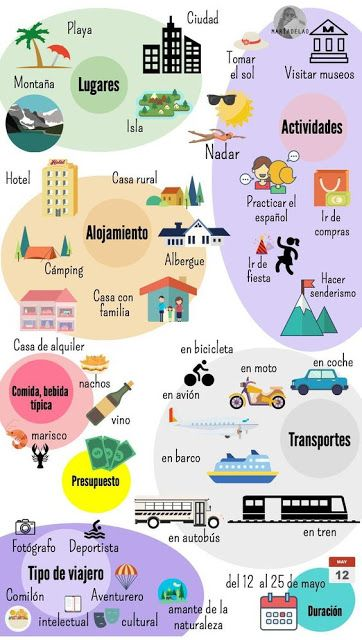 Playa
Ciudad
Montaña
Lugares
Isla
MARIADELAO
Tomar
el sol
Visitar museos
Actividades
Nadar
Practicar el
español
Ir de
compras
Ir de
fiesta
Hacer
senderismo
Hotel
Casa rural
Alojamiento
Cámping
Albergue
Casa con
familia
Casa de alquiler
Comida, bebida
típica
nachos
vino
marisco
Presupuesto
en bicicleta
en moto
en coche
en avión
Transportes
en barco
en autobús
en tren
Fotógrafo
Deportista
Tipo de viajero
Comilón
Aventurero
intelectual
cultural
amante de la
naturaleza
del 12 al 25 de mayo
MAY
12
Duración